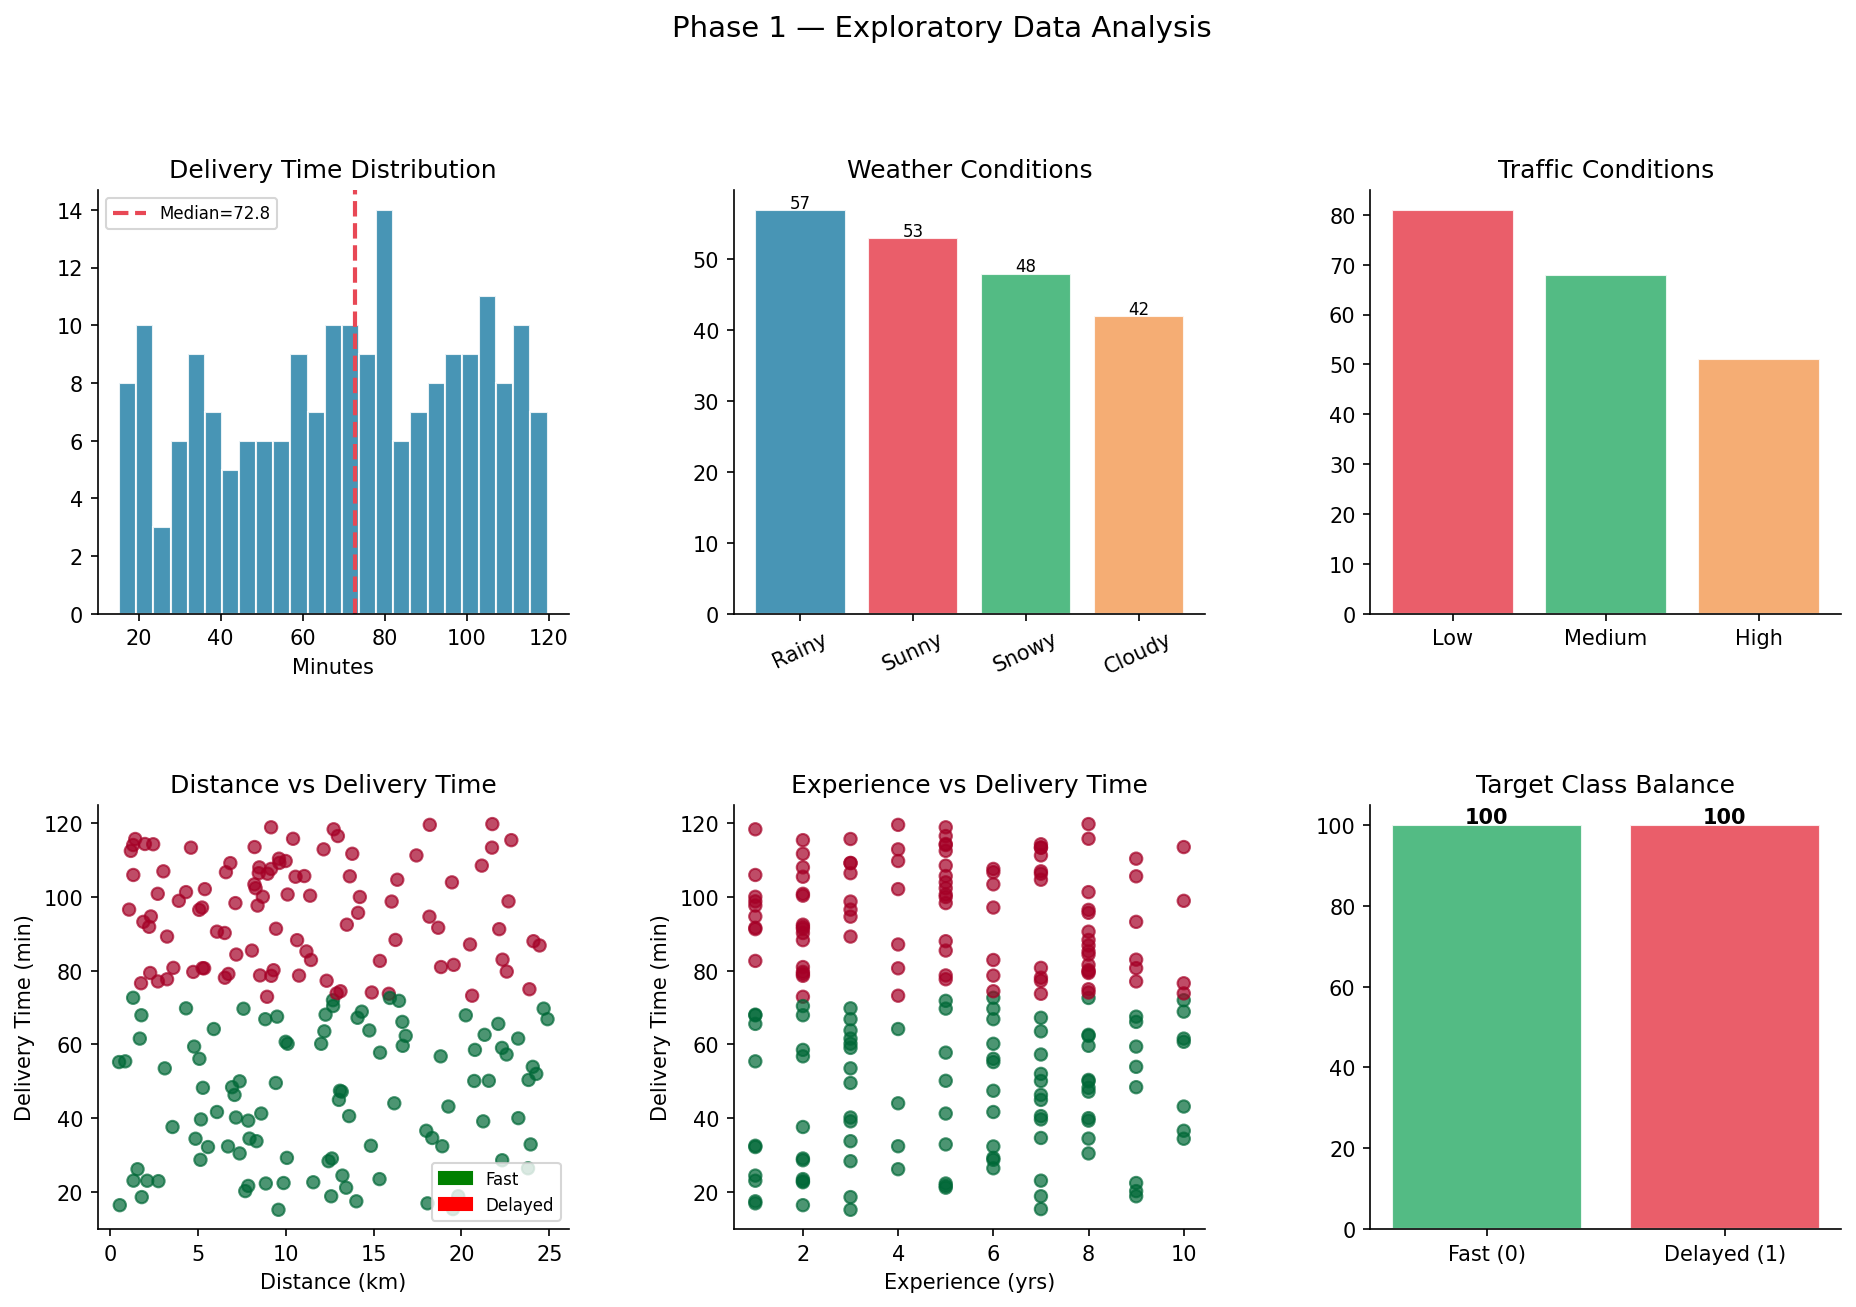 Phase 1 — Exploratory Data Analysis
Delivery Time Distribution
Median=72.8
14
12
10
8
6
4
2
0
20 40 60 80 100 120
Minutes
Weather Conditions
57
53
48
42
50
40
30
20
10
0
Rainy Sunny Snowy Cloudy
Traffic Conditions
80
70
60
50
40
30
20
10
0
Low Medium High
Distance vs Delivery Time
Delivery Time (min)
120
100
80
60
40
20
Fast
Delayed
0 5 10 15 20 25
Distance (km)
Experience vs Delivery Time
Delivery Time (min)
120
100
80
60
40
20
2 4 6 8 10
Experience (yrs)
Target Class Balance
100 100
100
80
60
40
20
0
Fast (0) Delayed (1)